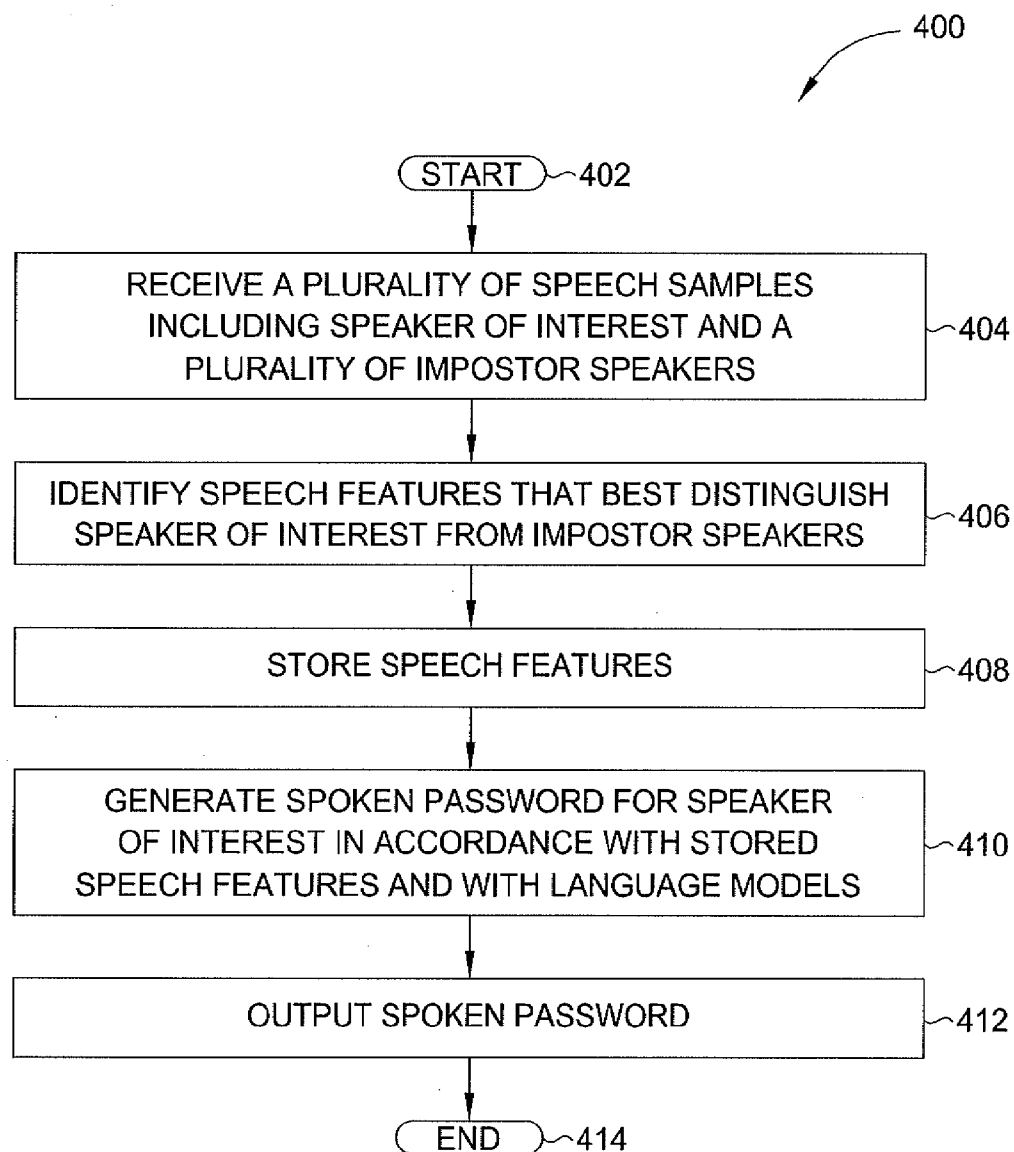 400
START 402
RECEIVE A PLURALITY OF SPEECH SAMPLES
INCLUDING SPEAKER OF INTEREST AND A
PLURALITY OF IMPOSTOR SPEAKERS
404
IDENTIFY SPEECH FEATURES THAT BEST DISTINGUISH
SPEAKER OF INTEREST FROM IMPOSTOR SPEAKERS
406
STORE SPEECH FEATURES
408
GENERATE SPOKEN PASSWORD FOR SPEAKER
OF INTEREST IN ACCORDANCE WITH STORED
SPEECH FEATURES AND WITH LANGUAGE MODELS
410
OUTPUT SPOKEN PASSWORD
412
END 414